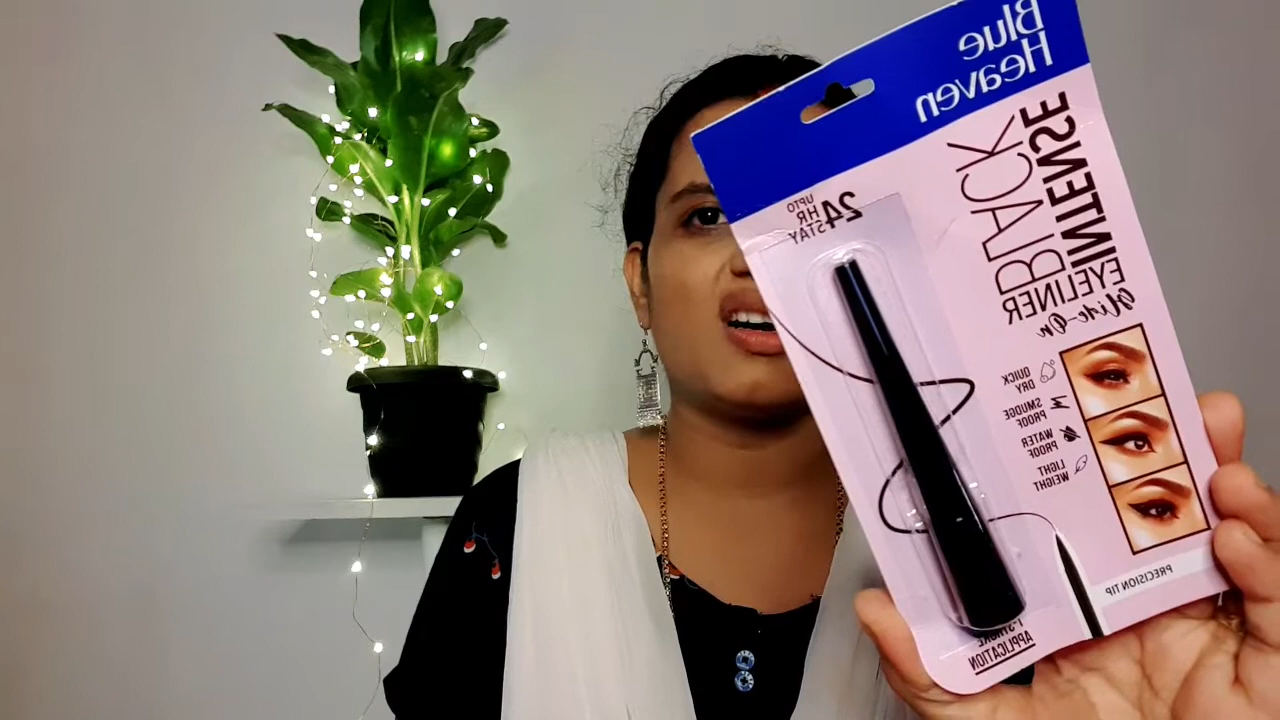 Blue
Heaven
INTENSE
BLACK
EYELINER
Glide-On
UPTO
24 HR
STAY
QUICK
DRY
SMUDGE
PROOF
WATER
PROOF
LIGHT
WEIGHT
PRECISION TIP
1-STROKE
APPLICATION